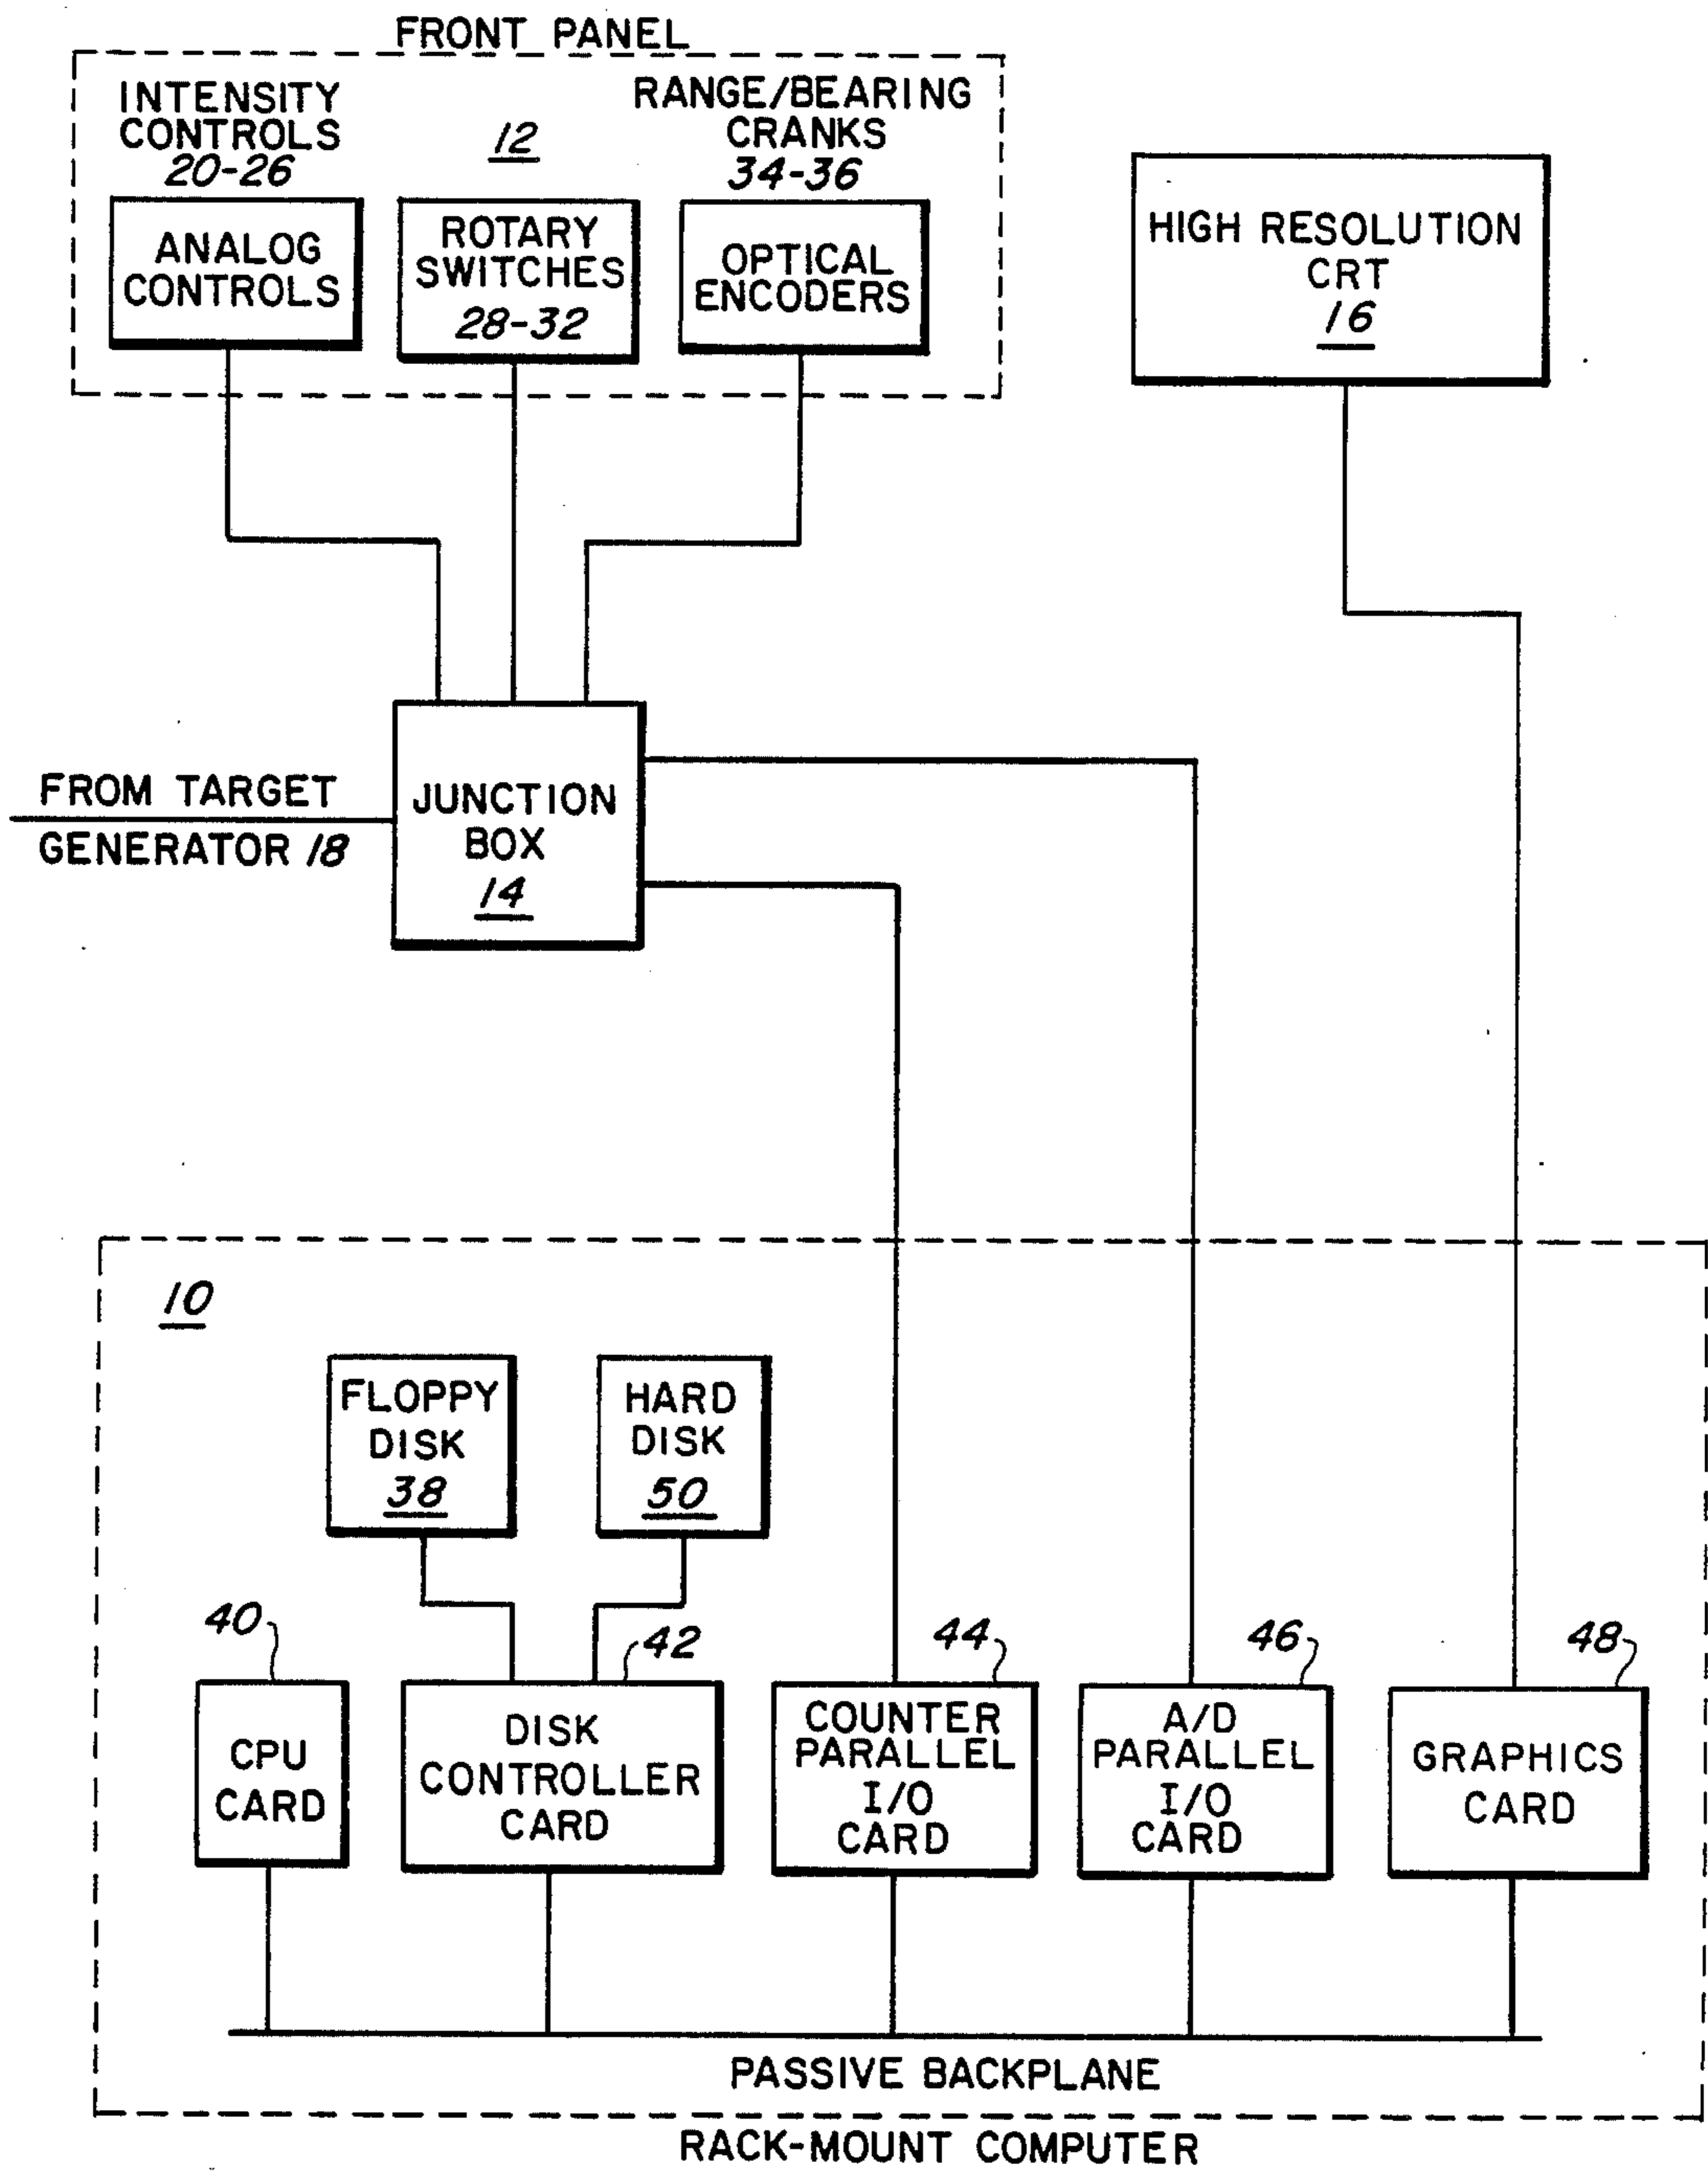 FRONT PANEL
INTENSITY
CONTROLS
20-26
12
RANGE/BEARING
CRANKS
34-36
ANALOG
CONTROLS
ROTARY
SWITCHES
28-32
OPTICAL
ENCODERS
HIGH RESOLUTION
CRT
16
FROM TARGET
GENERATOR 18
JUNCTION
BOX
14
10
FLOPPY
DISK
38
HARD
DISK
50
40
42
44
46
48
CPU
CARD
DISK
CONTROLLER
CARD
COUNTER
PARALLEL
I/O
CARD
A/D
PARALLEL
I/O
CARD
GRAPHICS
CARD
PASSIVE BACKPLANE
RACK-MOUNT COMPUTER